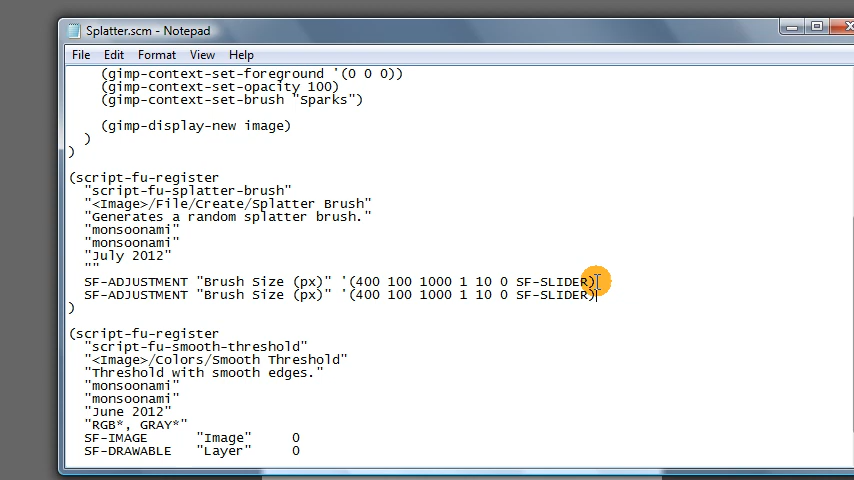 Splatter.scm - Notepad
File Edit Format View Help
(gimp-context-set-foreground '(0 0 0))
(gimp-context-set-opacity 100)
(gimp-context-set-brush "Sparks")
(gimp-display-new image)
)
)
(script-fu-register
"script-fu-splatter-brush"
"<Image>/File/Create/Splatter Brush"
"Generates a random splatter brush."
"monsoonami"
"monsoonami"
"July 2012"
""
SF-ADJUSTMENT "Brush Size (px)" '(400 100 1000 1 10 0 SF-SLIDER)
SF-ADJUSTMENT "Brush Size (px)" '(400 100 1000 1 10 0 SF-SLIDER)
)
(script-fu-register
"script-fu-smooth-threshold"
"<Image>/Colors/Smooth Threshold"
"Threshold with smooth edges."
"monsoonami"
"monsoonami"
"June 2012"
"RGB*, GRAY*"
SF-IMAGE "Image" 0
SF-DRAWABLE "Layer" 0